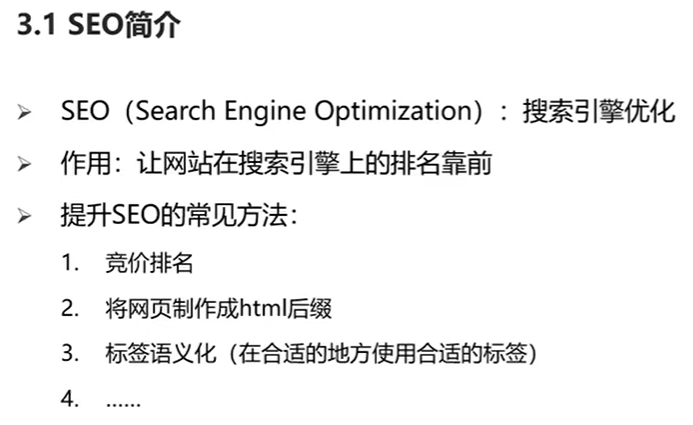 3.1 SEO简介
➢ SEO（Search Engine Optimization）：搜索引擎优化
➢ 作用：让网站在搜索引擎上的排名靠前
➢ 提升SEO的常见方法：
1. 竞价排名
2. 将网页制作成html后缀
3. 标签语义化（在合适的地方使用合适的标签）
4. ……